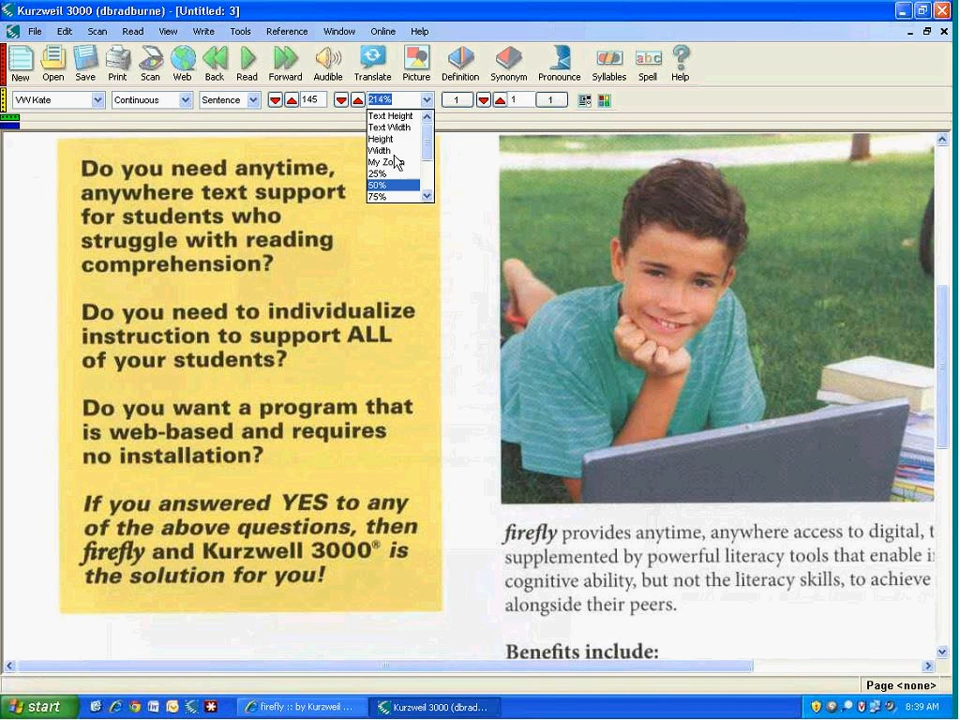 Kurzweil 3000 (dbradburne) - [Untitled: 3]
File Edit Scan Read View Write Tools Reference Window Online Help
New Open Save Print Scan Web Back Read Forward Audible Translate Picture Definition Synonym Pronounce Syllables Spell Help
VW Kate Continuous Sentence 145 214% 1 1 1
Text Height
Text Width
Height
Width
My Zo
25%
50%
75%
Do you need anytime,
anywhere text support
for students who
struggle with reading
comprehension?
Do you need to individualize
instruction to support ALL
of your students?
Do you want a program that
is web-based and requires
no installation?
If you answered YES to any
of the above questions, then
firefly and Kurzwell 3000® is
the solution for you!
firefly provides anytime, anywhere access to digital, t
supplemented by powerful literacy tools that enable i
cognitive ability, but not the literacy skills, to achieve
alongside their peers.
Benefits include:
Page <none>
start firefly :: by Kurzweil ... Kurzweil 3000 (dbrad... 8:39 AM